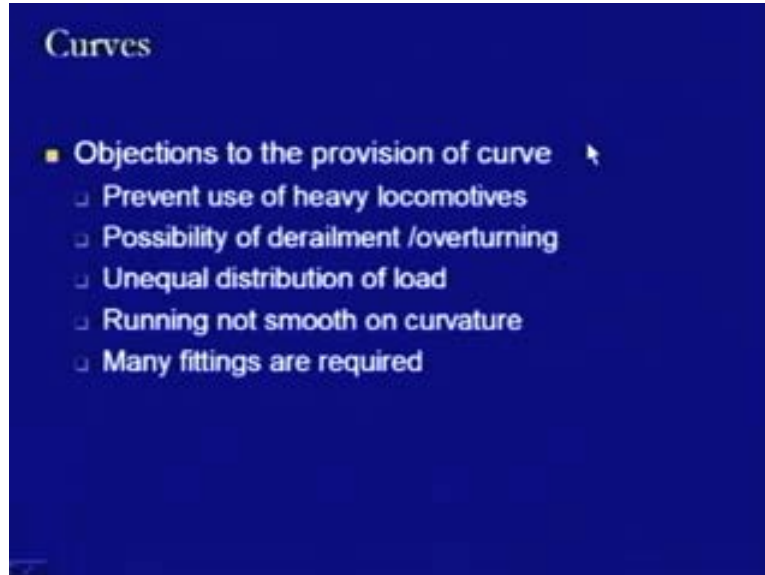 Curves
Objections to the provision of curve
Prevent use of heavy locomotives
Possibility of derailment /overturning
Unequal distribution of load
Running not smooth on curvature
Many fittings are required